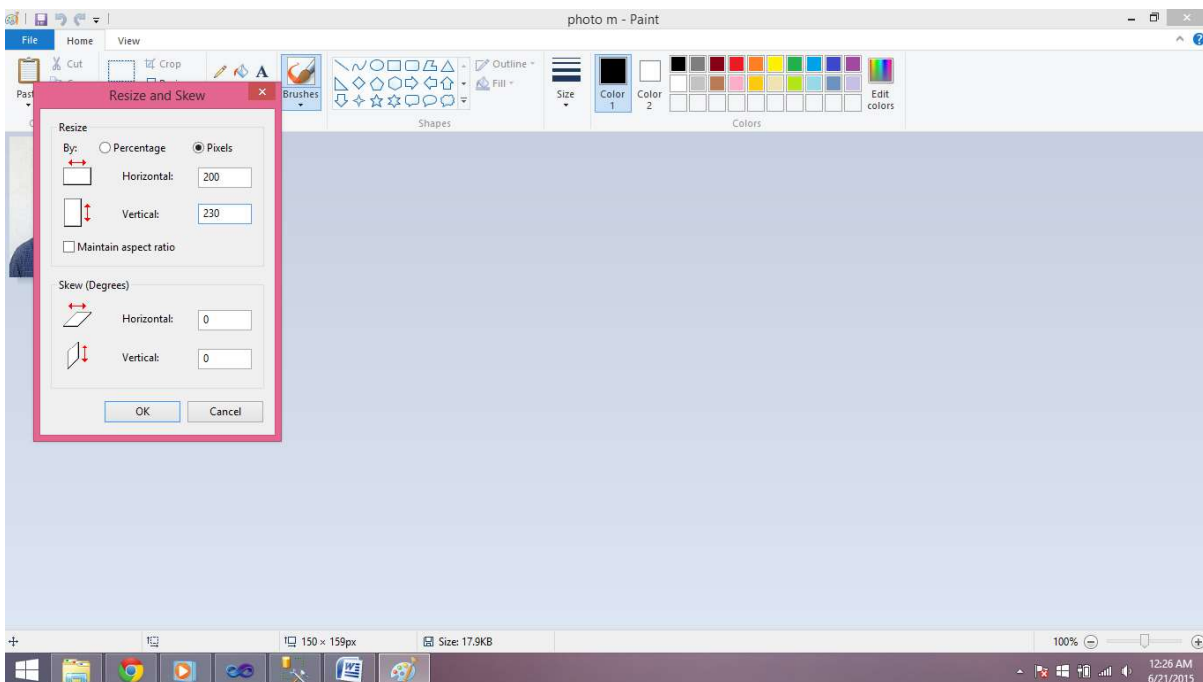 photo m - Paint
File Home View
Cut
Crop
A
Brushes
Outline
Fill
Size
Color 1
Color 2
Edit colors
Shapes
Colors
Resize and Skew
Resize
By: Percentage Pixels
Horizontal: 200
Vertical: 230
Maintain aspect ratio
Skew (Degrees)
Horizontal: 0
Vertical: 0
OK Cancel
150 × 159px Size: 17.9KB 100%
12:26 AM
6/21/2015